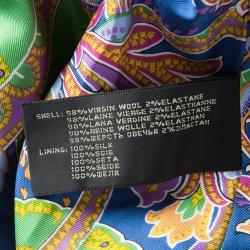 SHELL: 98%VIRGIN WOOL 2%ELASTANE
98%LAINE VIERGE 2%ELASTHANNE
98%LANA VERGINE 2%ELASTAN
98%REINE WOLLE 2%ELASTHAN
98%ШЕРСТЬ ОВЕЧЬЯ 2%ЭЛАСТАН
LINING: 100%SILK
100%SOIE
100%SETA
100%SEIDE
100%ШЕЛК